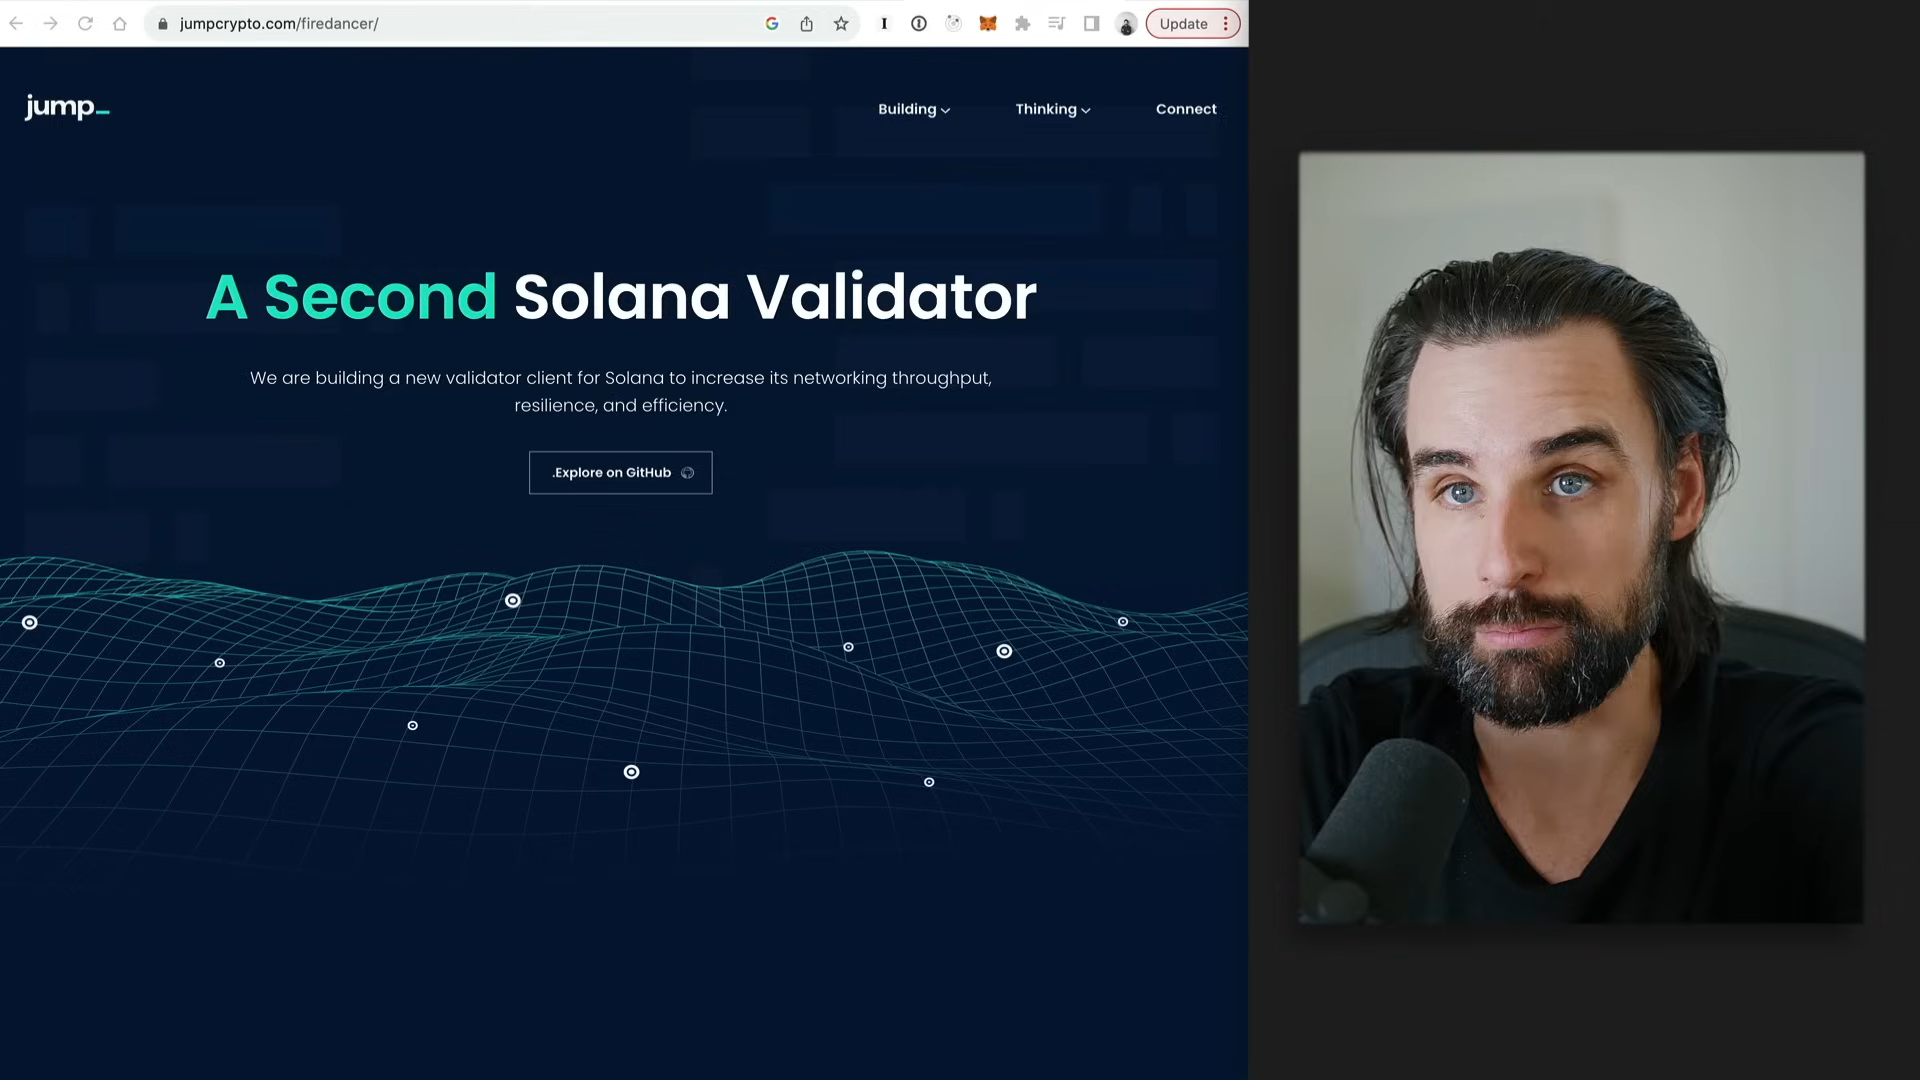 jumpcrypto.com/firedancer/
Update
jump_
Building
Thinking
Connect
A Second Solana Validator
We are building a new validator client for Solana to increase its networking throughput,
resilience, and efficiency.
.Explore on GitHub